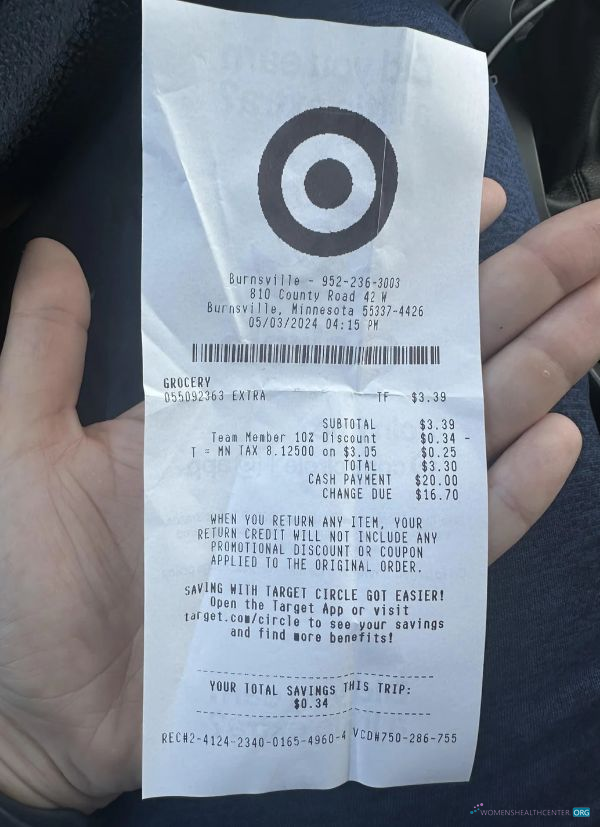 Burnsville - 952-236-3003
810 County Road 42 W
Burnsville, Minnesota 55337-4426
05/03/2024 04:15 PM
GROCERY
055092363 EXTRA TF $3.39
SUBTOTAL $3.39
Team Member 10% Discount $0.34 -
T = MN TAX 8.12500 on $3.05 $0.25
TOTAL $3.30
CASH PAYMENT $20.00
CHANGE DUE $16.70
WHEN YOU RETURN ANY ITEM, YOUR
RETURN CREDIT WILL NOT INCLUDE ANY
PROMOTIONAL DISCOUNT OR COUPON
APPLIED TO THE ORIGINAL ORDER.
SAVING WITH TARGET CIRCLE GOT EASIER!
Open the Target App or visit
target.com/circle to see your savings
and find more benefits!
YOUR TOTAL SAVINGS THIS TRIP:
$0.34
REC#2-4124-2340-0165-4960-4 VCD#750-286-755
WOMENSHEALTHCENTER.ORG